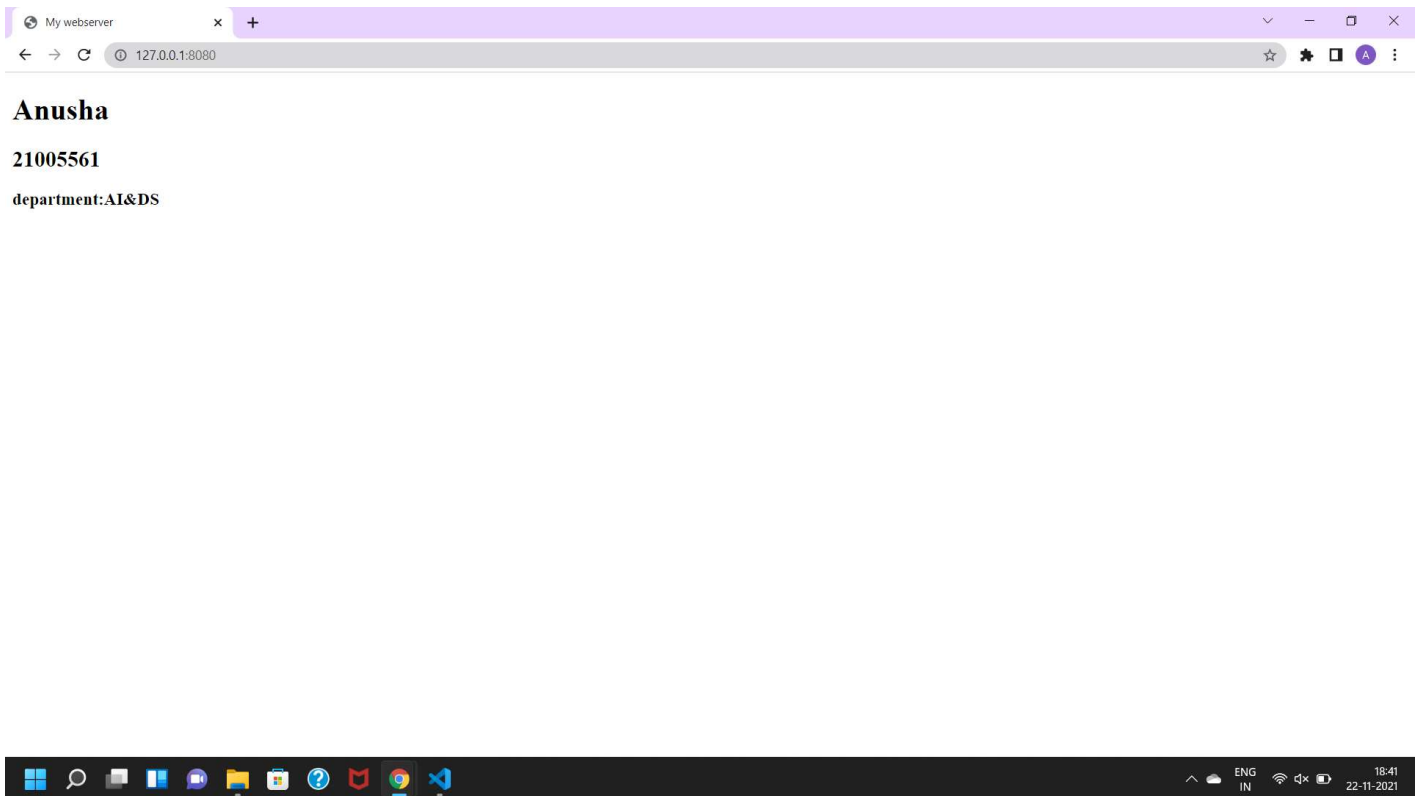 My webserver
127.0.0.1:8080
Anusha
21005561
department:AI&DS
A
ENG
IN
18:41
22-11-2021